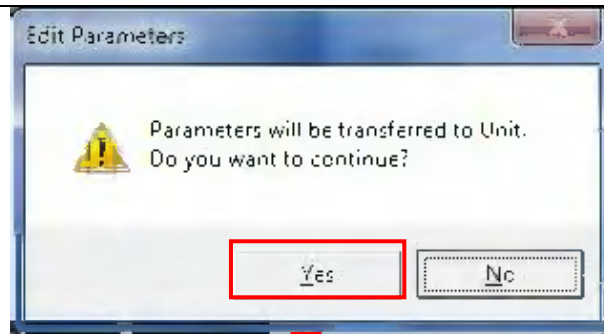 Edit Parameters
Parameters will be transferred to Unit.
Do you want to continue?
Yes
No